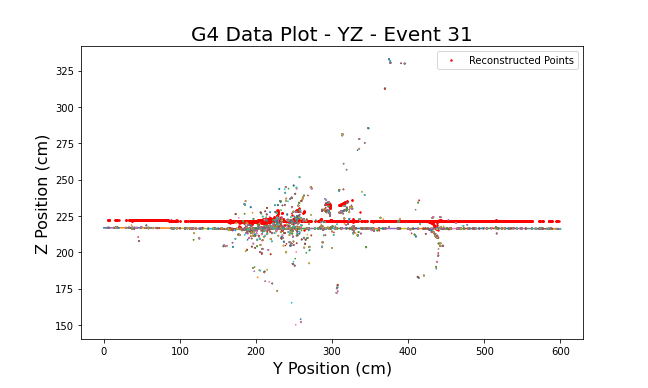 G4 Data Plot - YZ - Event 31
Reconstructed Points
Z Position (cm)
325
300
275
250
225
200
175
150
0 100 200 300 400 500 600
Y Position (cm)